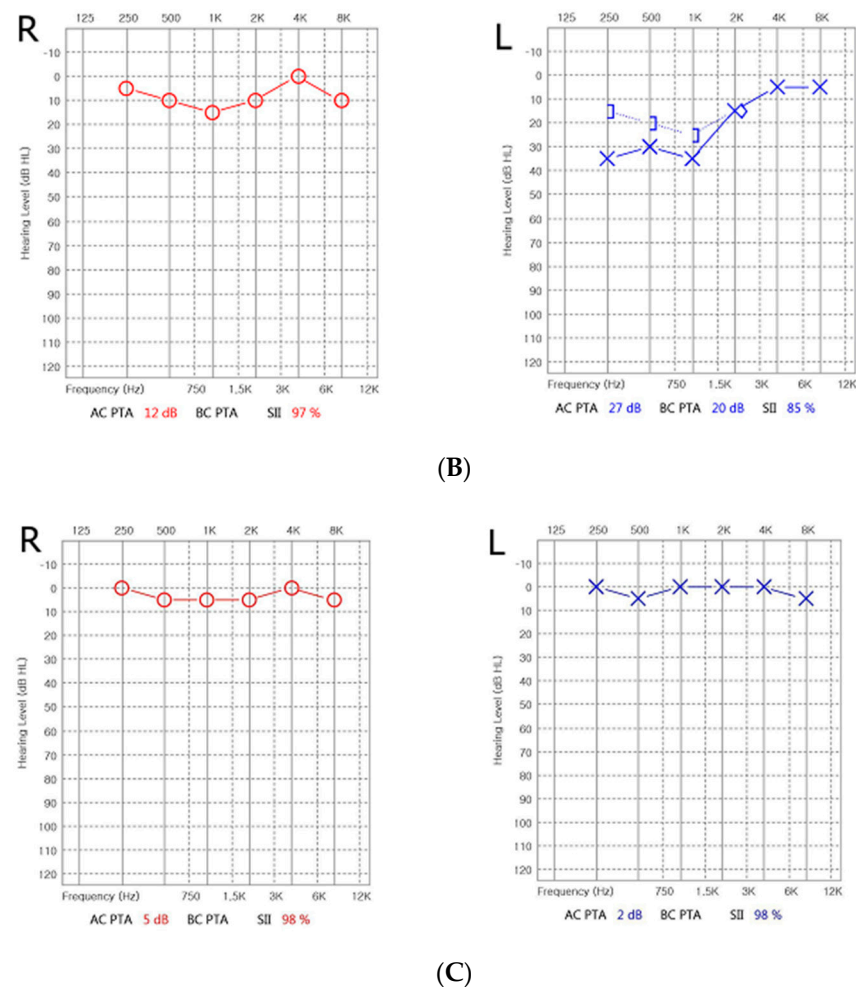 R
125 250 500 1K 2K 4K 8K
-10
0
10
20
30
40
50
60
70
80
90
100
110
120
Hearing Level (dB HL)
Frequency (Hz) 750 1.5K 3K 6K 12K
AC PTA 12 dB BC PTA SII 97 %
L
125 250 500 1K 2K 4K 8K
-10
0
10
20
30
40
50
60
70
80
90
100
110
120
Hearing Level (dB HL)
Frequency (Hz) 750 1.5K 3K 6K 12K
AC PTA 27 dB BC PTA 20 dB SII 85 %
(B)
R
125 250 500 1K 2K 4K 8K
-10
0
10
20
30
40
50
60
70
80
90
100
110
120
Hearing Level (dB HL)
Frequency (Hz) 750 1.5K 3K 6K 12K
AC PTA 5 dB BC PTA SII 98 %
L
125 250 500 1K 2K 4K 8K
-10
0
10
20
30
40
50
60
70
80
90
100
110
120
Hearing Level (dB HL)
Frequency (Hz) 750 1.5K 3K 6K 12K
AC PTA 2 dB BC PTA SII 98 %
(C)